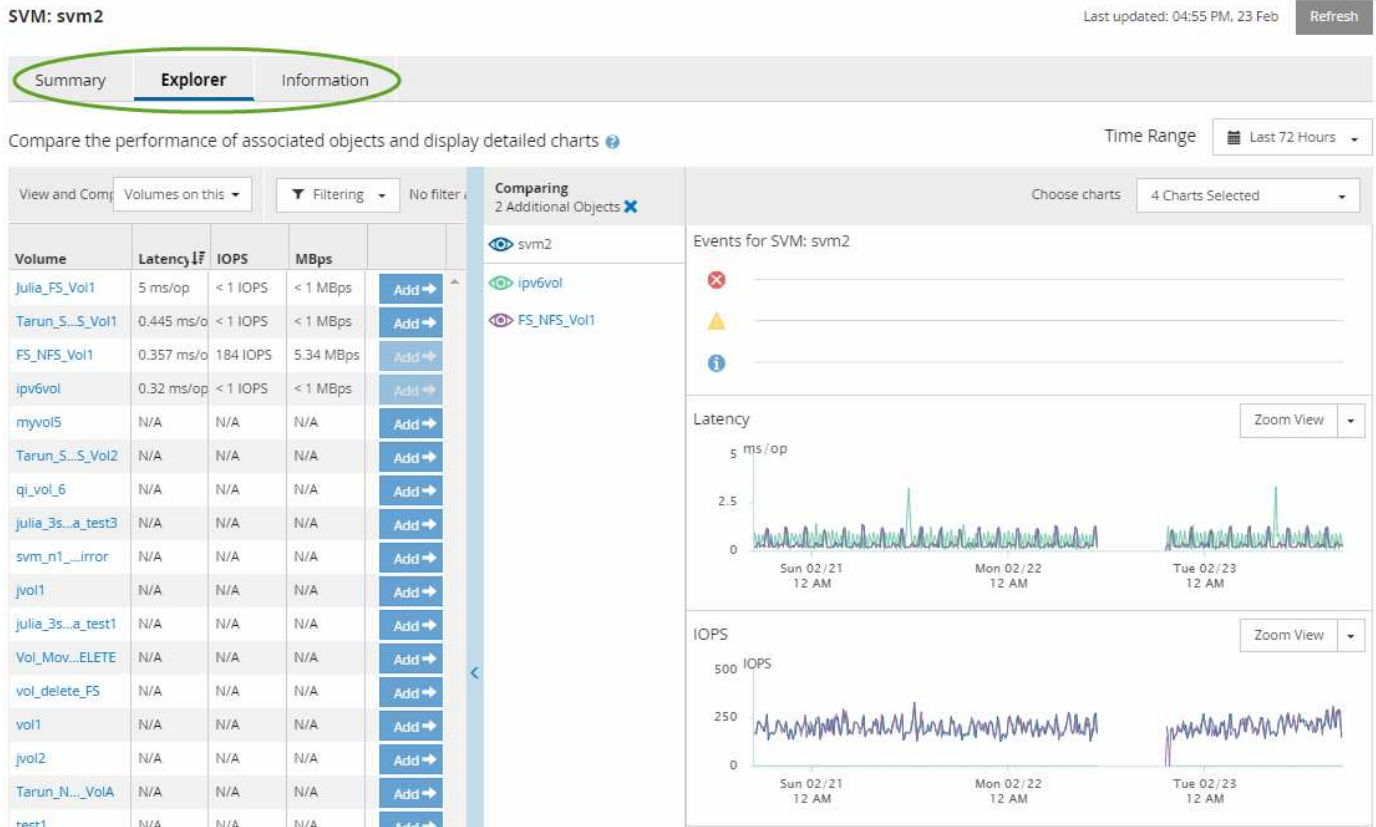 SVM: svm2
Last updated: 04:55 PM, 23 Feb Refresh
Summary Explorer Information
Compare the performance of associated objects and display detailed charts ?
Time Range Last 72 Hours
View and Comp Volumes on this Filtering No filter
Comparing
2 Additional Objects
Choose charts 4 Charts Selected
Volume Latency IOPS MBps
Julia_FS_Vol1 5 ms/op < 1 IOPS < 1 MBps Add
Tarun_S...S_Vol1 0.445 ms/o < 1 IOPS < 1 MBps Add
FS_NFS_Vol1 0.357 ms/o 184 IOPS 5.34 MBps Add
ipv6vol 0.32 ms/op < 1 IOPS < 1 MBps Add
myvol5 N/A N/A N/A Add
Tarun_S...S_Vol2 N/A N/A N/A Add
qi_vol_6 N/A N/A N/A Add
julia_3s...a_test3 N/A N/A N/A Add
svm_n1_...irror N/A N/A N/A Add
jvol1 N/A N/A N/A Add
julia_3s...a_test1 N/A N/A N/A Add
Vol_Mov...ELETE N/A N/A N/A Add
vol_delete_FS N/A N/A N/A Add
vol1 N/A N/A N/A Add
jvol2 N/A N/A N/A Add
Tarun_N..._VolA N/A N/A N/A Add
test1 N/A N/A N/A Add
svm2
ipv6vol
FS_NFS_Vol1
Events for SVM: svm2
Latency Zoom View
5 ms/op
2.5
0
Sun 02/21 Mon 02/22 Tue 02/23
12 AM 12 AM 12 AM
IOPS Zoom View
500 IOPS
250
0
Sun 02/21 Mon 02/22 Tue 02/23
12 AM 12 AM 12 AM